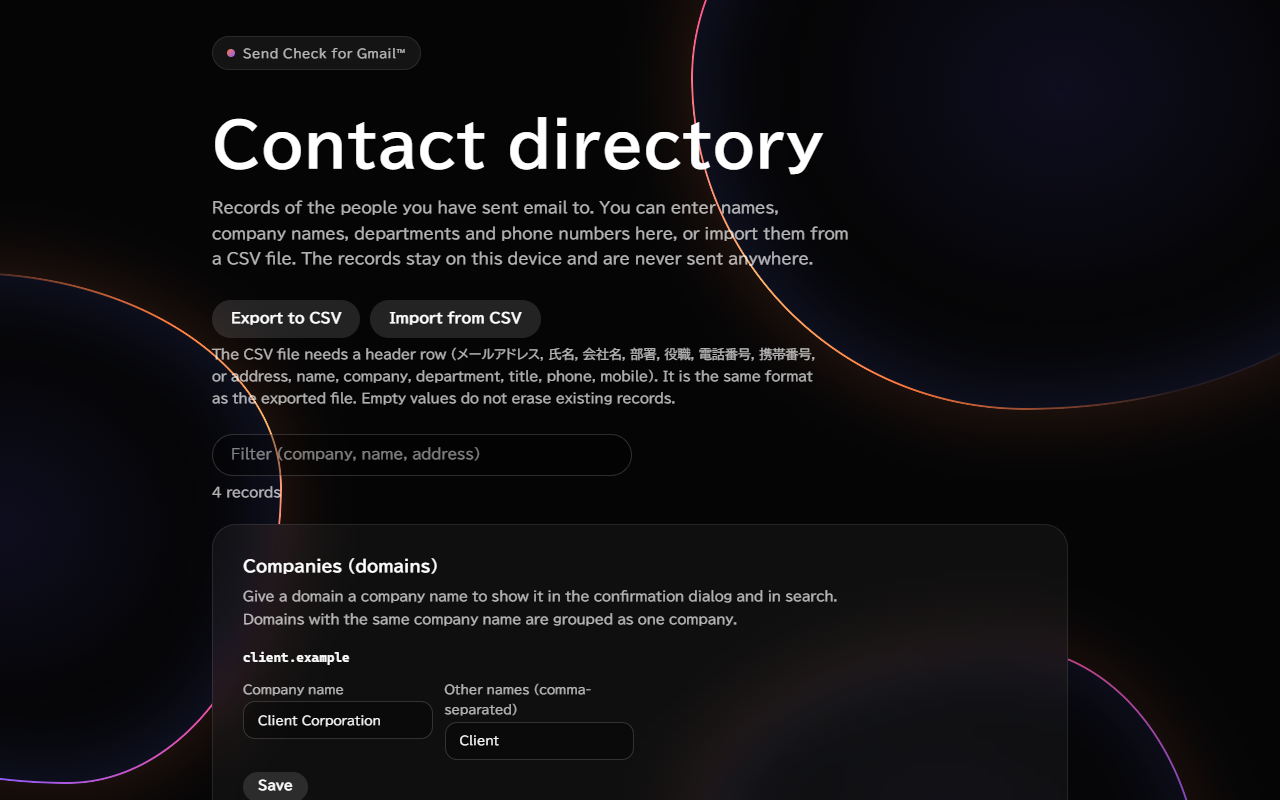 Send Check for Gmail™
Contact directory
Records of the people you have sent email to. You can enter names,
company names, departments and phone numbers here, or import them from
a CSV file. The records stay on this device and are never sent anywhere.
Export to CSV
Import from CSV
The CSV file needs a header row (メールアドレス, 氏名, 会社名, 部署, 役職, 電話番号, 携帯番号,
or address, name, company, department, title, phone, mobile). It is the same format
as the exported file. Empty values do not erase existing records.
Filter (company, name, address)
4 records
Companies (domains)
Give a domain a company name to show it in the confirmation dialog and in search.
Domains with the same company name are grouped as one company.
client.example
Company name
Client Corporation
Other names (comma-
separated)
Client
Save